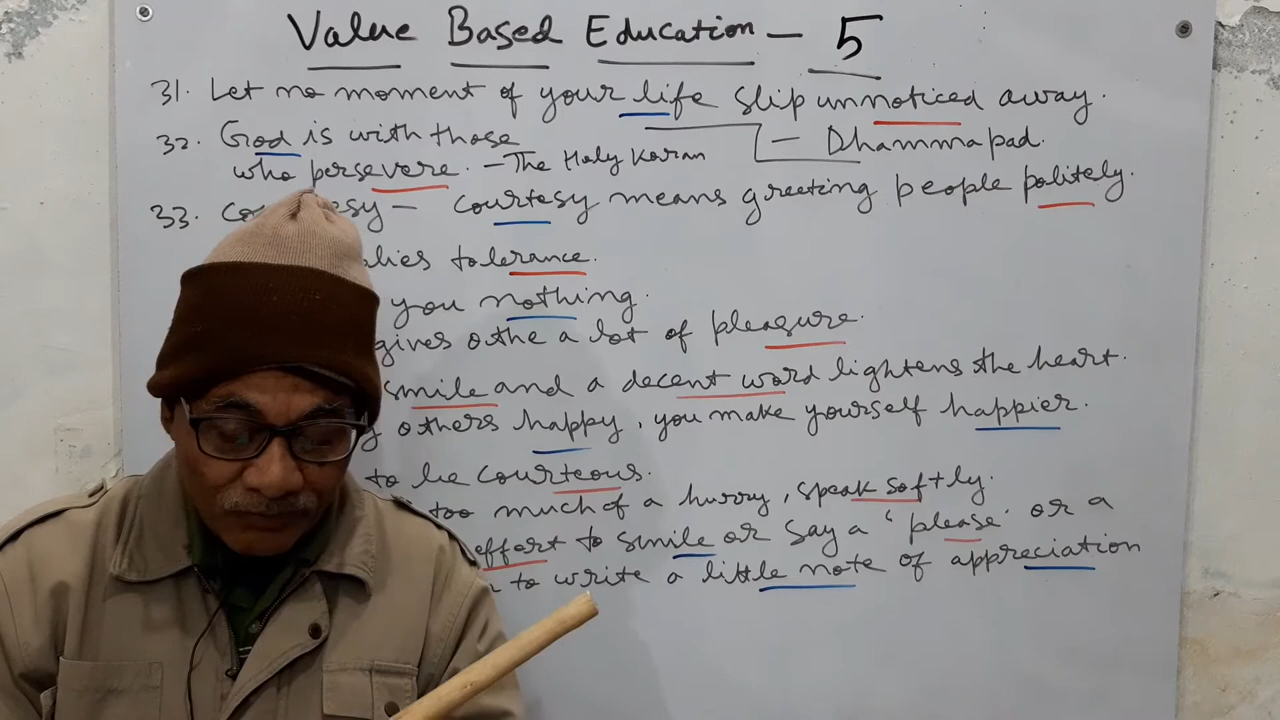 Value Based Education - 5
31. Let no moment of your life slip unnoticed away.
- Dhammapad.
32. God is with those
who persevere. - The Holy Koran
33. - courtesy means greeting people politely.
tolerance.
you nothing.
gives othe a lot of pleasure.
smile and a decent word lightens the heart.
others happy, you make yourself happier.
to be courteous.
too much of a hurry, speak softly.
effort to smile or say a 'please' or a
to write a little note of appreciation